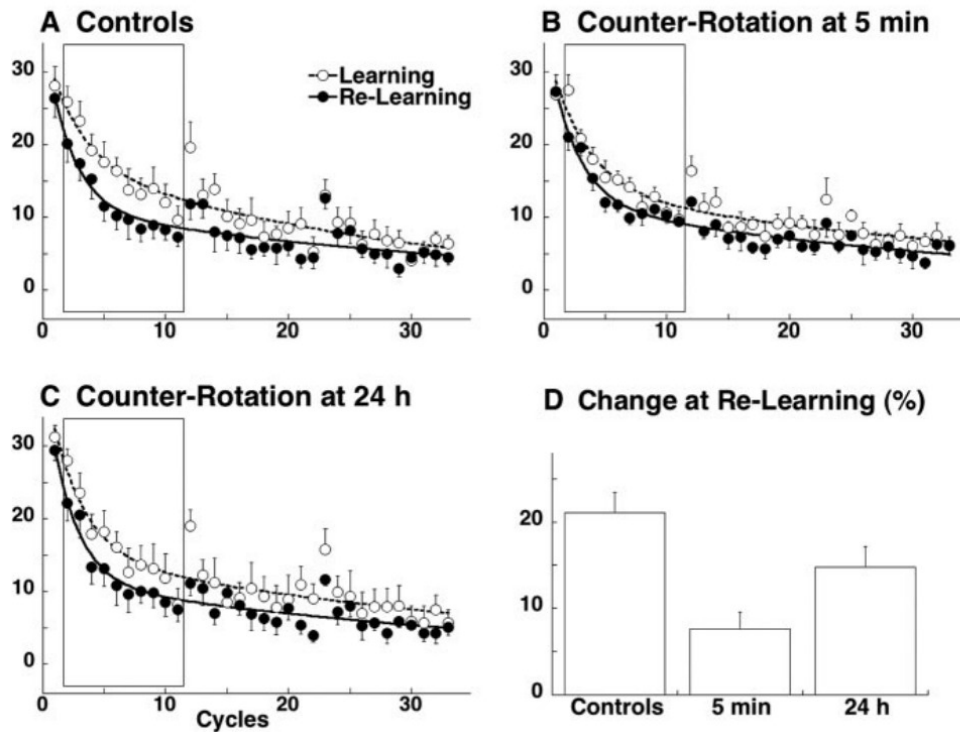 A Controls
30
20
10
0
0
10
20
30
Learning
Re-Learning
B Counter-Rotation at 5 min
30
20
10
0
0
10
20
30
C Counter-Rotation at 24 h
30
20
10
0
0
10
20
30
Cycles
D Change at Re-Learning (%)
20
10
0
Controls
5 min
24 h